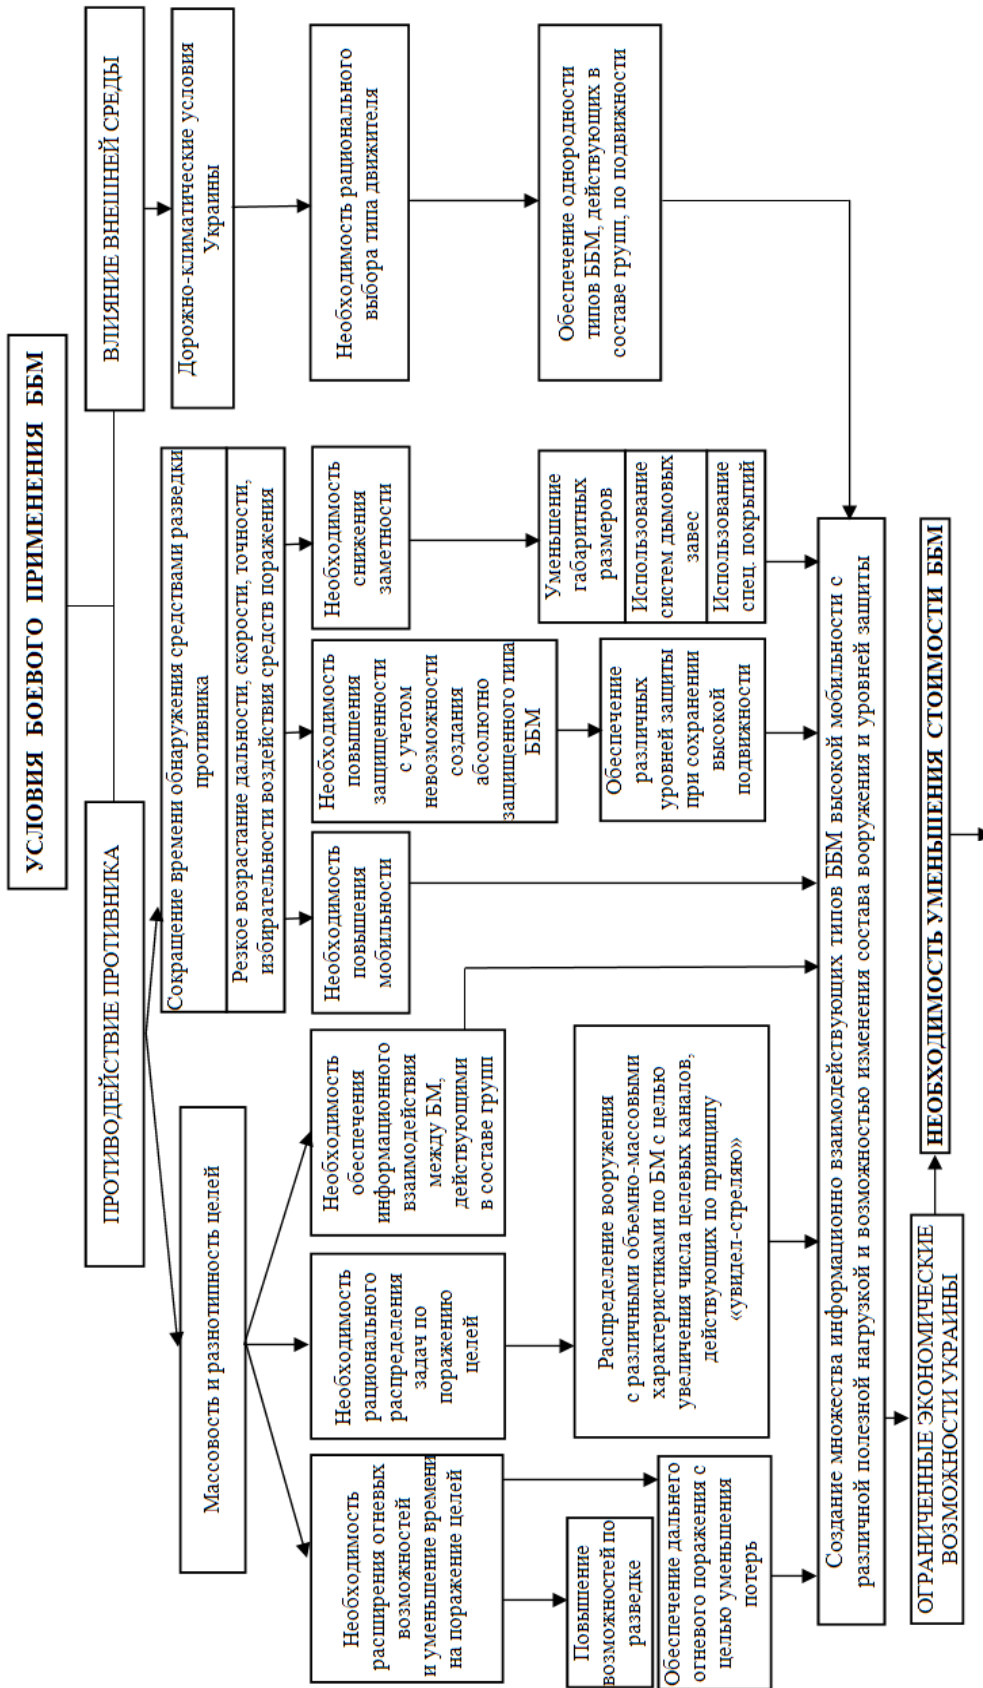 УСЛОВИЯ БОЕВОГО ПРИМЕНЕНИЯ ББМ
ПРОТИВОДЕЙСТВИЕ ПРОТИВНИКА
ВЛИЯНИЕ ВНЕШНЕЙ СРЕДЫ
Массовость и разнотипность целей
Сокращение времени обнаружения средствами разведки
противника
Резкое возрастание дальности, скорости, точности,
избирательности воздействия средств поражения
Дорожно-климатические условия
Украины
Необходимость
расширения огневых
возможностей
и уменьшение времени
на поражение целей
Необходимость
рационального
распределения
задач по
поражению
целей
Необходимость
обеспечения
информационного
взаимодействия
между БМ,
действующими
в составе групп
Необходимость
повышения
мобильности
Необходимость
повышения
защищенности
с учетом
невозможности
создания
абсолютно
защищенного типа
ББМ
Необходимость
снижения
заметности
Необходимость рационального
выбора типа движителя
Повышение
возможностей по
разведке
Обеспечение дальнего
огневого поражения с
целью уменьшения
потерь
Распределение вооружения
с различными объемно-массовыми
характеристиками по БМ с целью
увеличения числа целевых каналов,
действующих по принципу
«увидел-стреляю»
Обеспечение
различных
уровней защиты
при сохранении
высокой
подвижности
Уменьшение
габаритных
размеров
Использование
систем дымовых
завес
Использование
спец. покрытий
Обеспечение однородности
типов ББМ, действующих в
составе групп, по подвижности
Создание множества информационно взаимодействующих типов ББМ высокой мобильности с
различной полезной нагрузкой и возможностью изменения состава вооружения и уровней защиты
ОГРАНИЧЕННЫЕ ЭКОНОМИЧЕСКИЕ
ВОЗМОЖНОСТИ УКРАИНЫ
НЕОБХОДИМОСТЬ УМЕНЬШЕНИЯ СТОИМОСТИ ББМ